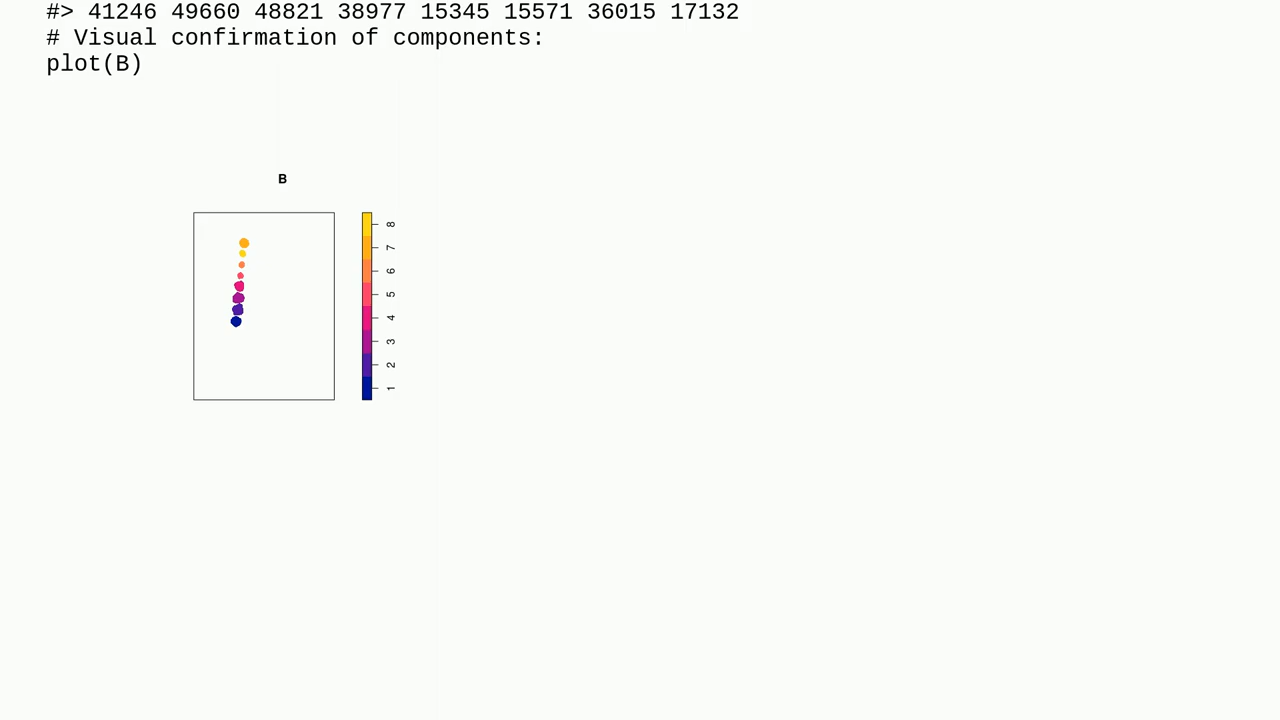 #> 41246 49660 48821 38977 15345 15571 36015 17132
# Visual confirmation of components:
plot(B)
B
8
7
6
5
4
3
2
1